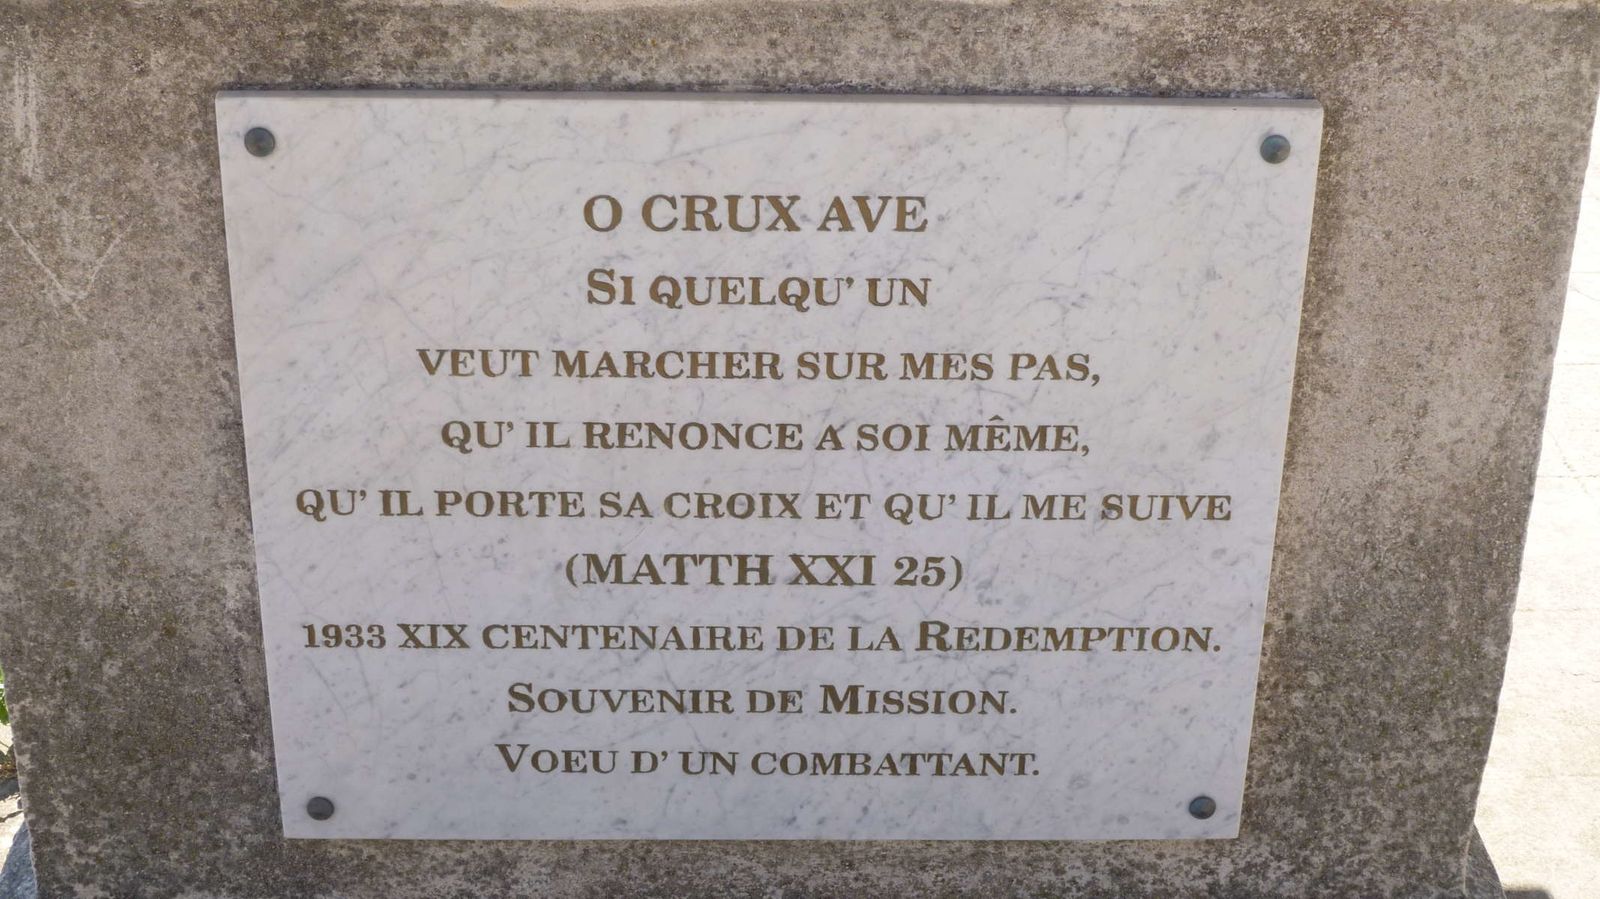 O CRUX AVE
SI QUELQU' UN
VEUT MARCHER SUR MES PAS,
QU' IL RENONCE A SOI MÊME,
QU' IL PORTE SA CROIX ET QU' IL ME SUIVE
(MATTH XXI 25)
1933 XIX CENTENAIRE DE LA REDEMPTION.
SOUVENIR DE MISSION.
VOEU D' UN COMBATTANT.